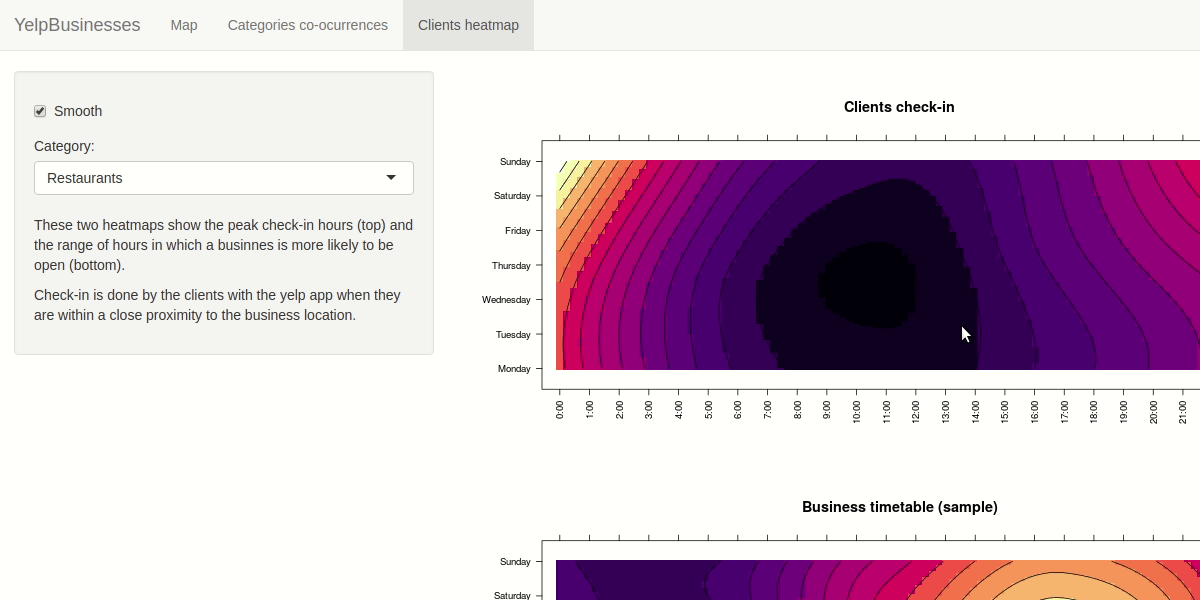 YelpBusinesses Map Categories co-ocurrences Clients heatmap
Smooth
Category:
Restaurants
These two heatmaps show the peak check-in hours (top) and
the range of hours in which a businnes is more likely to be
open (bottom).
Check-in is done by the clients with the yelp app when they
are within a close proximity to the business location.
Clients check-in
Sunday
Saturday
Friday
Thursday
Wednesday
Tuesday
Monday
0:00 1:00 2:00 3:00 4:00 5:00 6:00 7:00 8:00 9:00 10:00 11:00 12:00 13:00 14:00 15:00 16:00 17:00 18:00 19:00 20:00 21:00
Business timetable (sample)
Sunday
Saturday